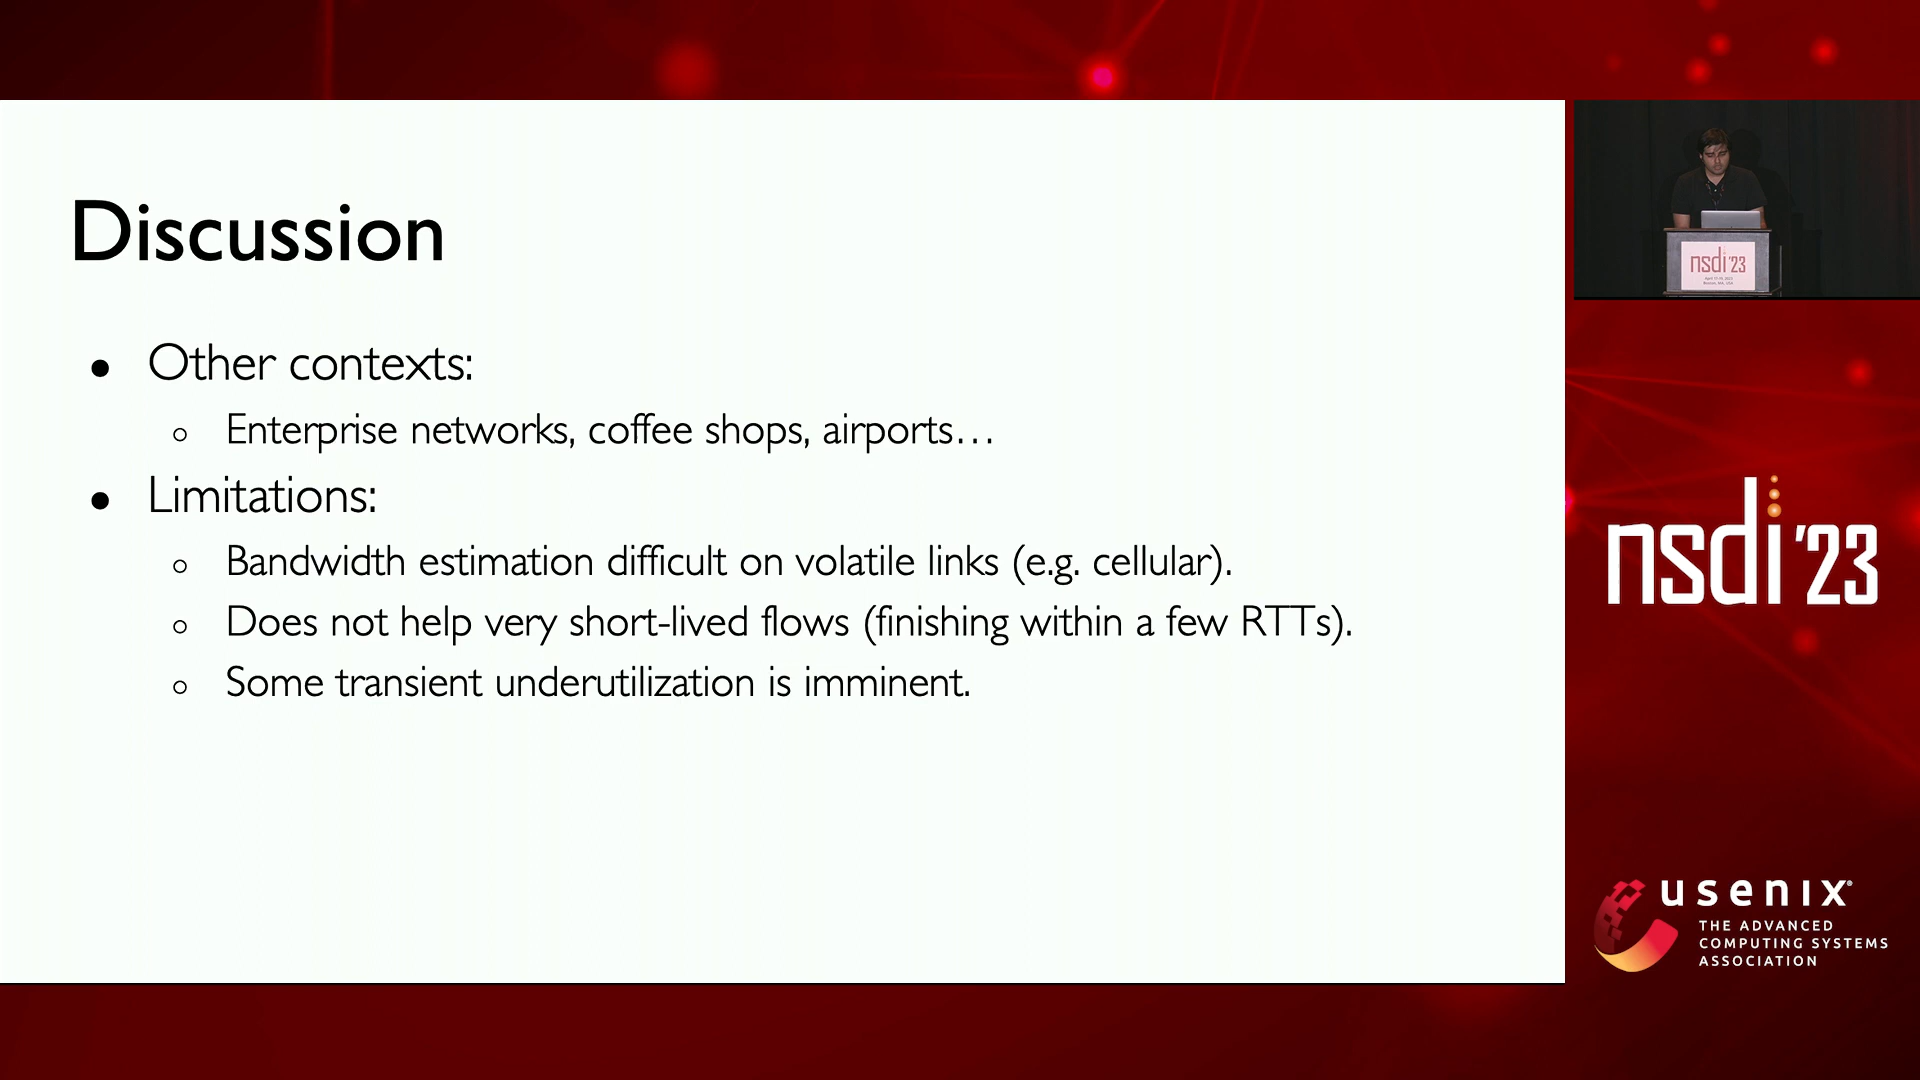 Discussion
● Other contexts:
○ Enterprise networks, coffee shops, airports…
● Limitations:
○ Bandwidth estimation difficult on volatile links (e.g. cellular).
○ Does not help very short-lived flows (finishing within a few RTTs).
○ Some transient underutilization is imminent.
nsdi '23
nsdi '23
usenix®
THE ADVANCED
COMPUTING SYSTEMS
ASSOCIATION